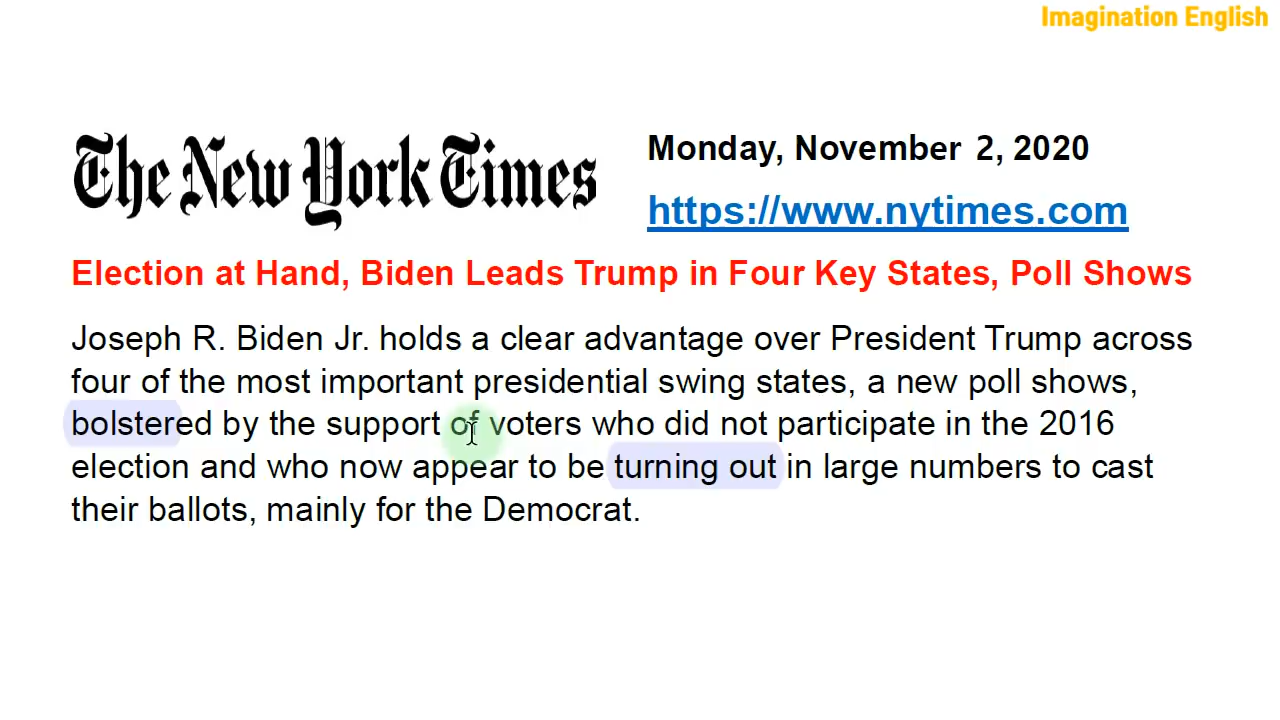 Imagination English
The New York Times
Monday, November 2, 2020
https://www.nytimes.com
Election at Hand, Biden Leads Trump in Four Key States, Poll Shows
Joseph R. Biden Jr. holds a clear advantage over President Trump across
four of the most important presidential swing states, a new poll shows,
bolstered by the support of voters who did not participate in the 2016
election and who now appear to be turning out in large numbers to cast
their ballots, mainly for the Democrat.